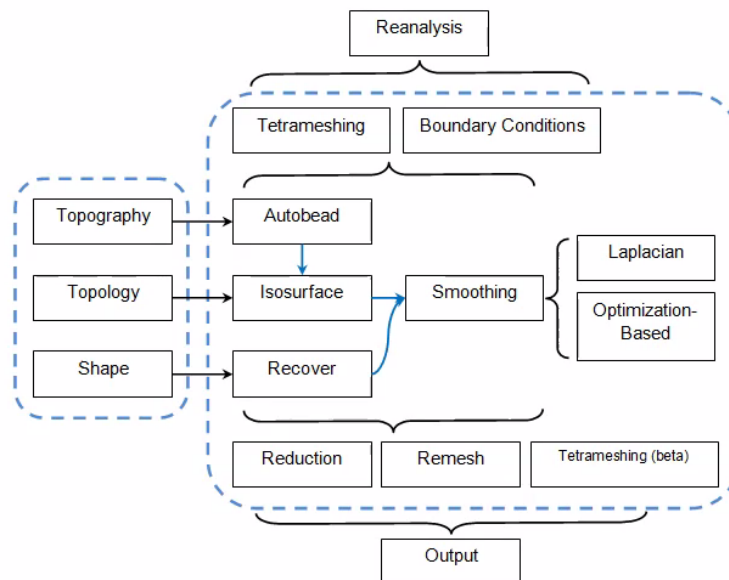 Reanalysis
Tetrameshing
Boundary Conditions
Topography
Autobead
Laplacian
Topology
Isosurface
Smoothing
Optimization-
Based
Shape
Recover
Reduction
Remesh
Tetrameshing (beta)
Output